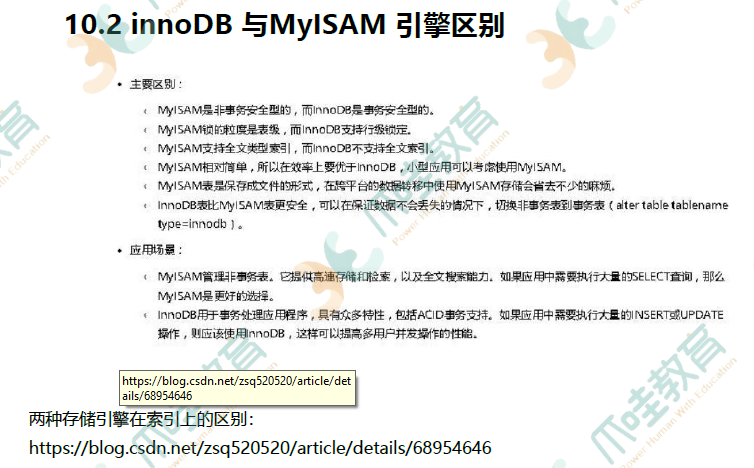 10.2 innoDB 与MyISAM 引擎区别
• 主要区别：
‹ MyISAM是非事务安全型的，而InnoDB是事务安全型的。
‹ MyISAM锁的粒度是表级，而InnoDB支持行级锁定。
‹ MyISAM支持全文类型索引，而InnoDB不支持全文索引。
‹ MyISAM相对简单，所以在效率上要优于InnoDB，小型应用可以考虑使用MyISAM。
‹ MyISAM表是保存成文件的形式，在跨平台的数据转移中使用MyISAM存储会省去不少的麻烦。
‹ InnoDB表比MyISAM表更安全，可以在保证数据不会丢失的情况下，切换非事务表到事务表（alter table tablename
type=innodb）。
• 应用场景：
‹ MyISAM管理非事务表。它提供高速存储和检索，以及全文搜索能力。如果应用中需要执行大量的SELECT查询，那么
MyISAM是更好的选择。
‹ InnoDB用于事务处理应用程序，具有众多特性，包括ACID事务支持。如果应用中需要执行大量的INSERT或UPDATE
操作，则应该使用InnoDB，这样可以提高多用户并发操作的性能。
https://blog.csdn.net/zsq520520/article/det
ails/68954646
两种存储引擎在索引上的区别：
https://blog.csdn.net/zsq520520/article/details/68954646
爪哇教育
Power Human With Education